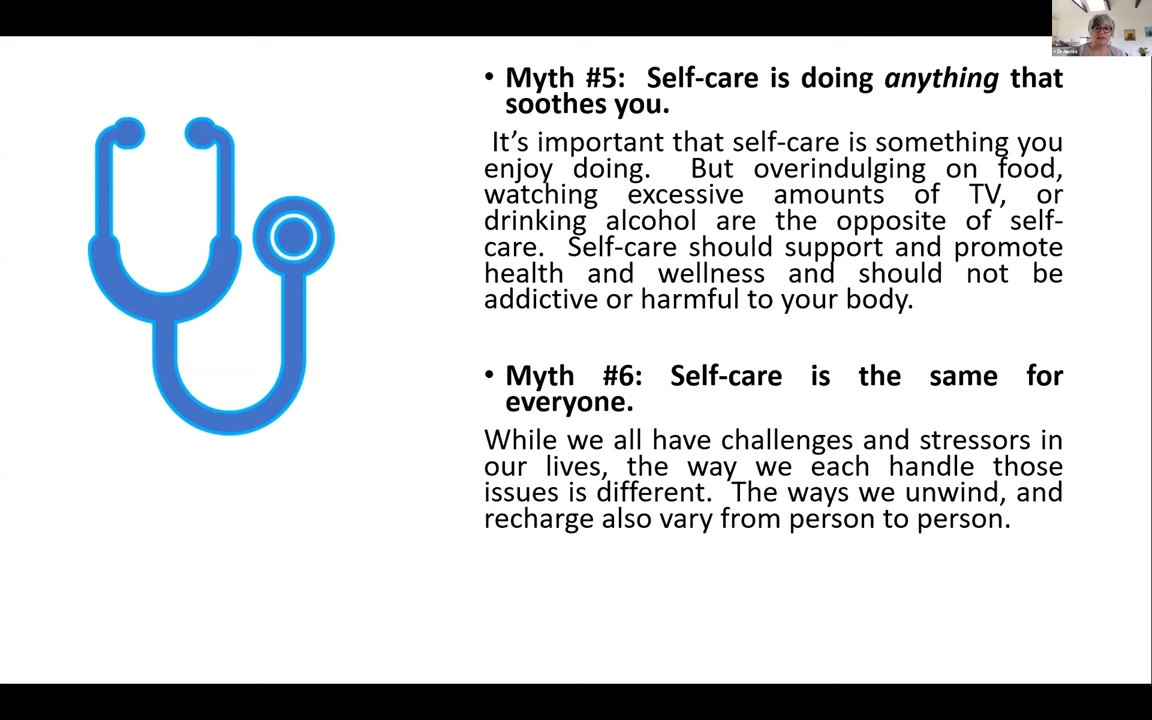 • Myth #5:  Self-care is doing anything that
soothes you.
It’s important that self-care is something you
enjoy doing.  But overindulging on food,
watching excessive amounts of TV, or
drinking alcohol are the opposite of self-
care.  Self-care should support and promote
health and wellness and should not be
addictive or harmful to your body.
• Myth #6: Self-care is the same for
everyone.
While we all have challenges and stressors in
our lives, the way we each handle those
issues is different.  The ways we unwind, and
recharge also vary from person to person.